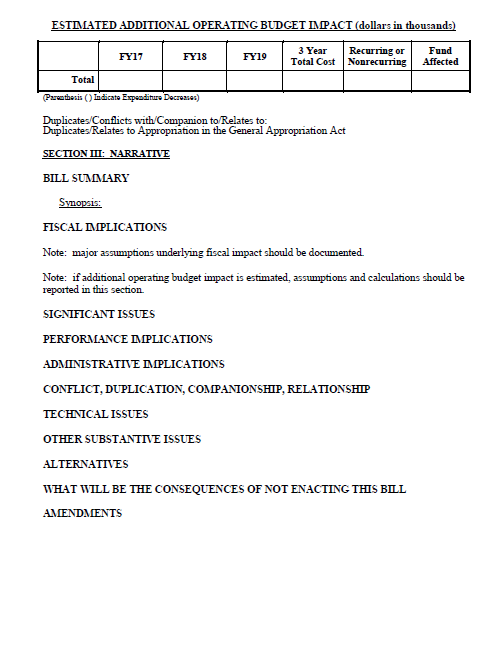 ESTIMATED ADDITIONAL OPERATING BUDGET IMPACT (dollars in thousands)
FY17 FY18 FY19 3 Year Total Cost Recurring or Nonrecurring Fund Affected
Total
(Parenthesis ( ) Indicate Expenditure Decreases)
Duplicates/Conflicts with/Companion to/Relates to:
Duplicates/Relates to Appropriation in the General Appropriation Act
SECTION III: NARRATIVE
BILL SUMMARY
Synopsis:
FISCAL IMPLICATIONS
Note: major assumptions underlying fiscal impact should be documented.
Note: if additional operating budget impact is estimated, assumptions and calculations should be
reported in this section.
SIGNIFICANT ISSUES
PERFORMANCE IMPLICATIONS
ADMINISTRATIVE IMPLICATIONS
CONFLICT, DUPLICATION, COMPANIONSHIP, RELATIONSHIP
TECHNICAL ISSUES
OTHER SUBSTANTIVE ISSUES
ALTERNATIVES
WHAT WILL BE THE CONSEQUENCES OF NOT ENACTING THIS BILL
AMENDMENTS